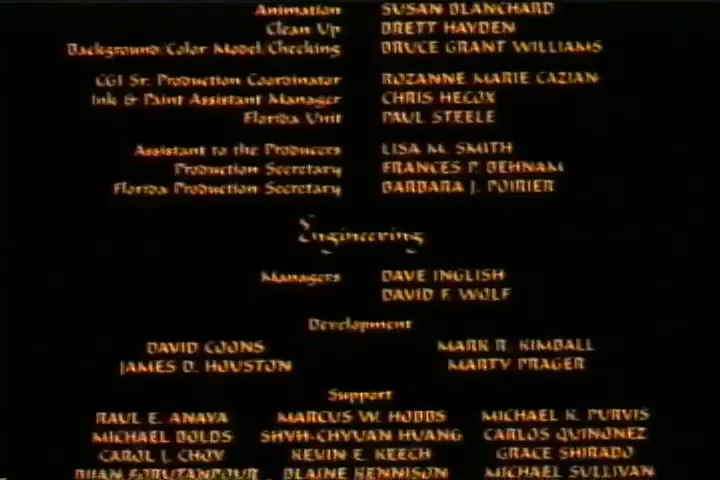 Animation SUSAN BLANCHARD
Clean Up BRETT HAYDEN
Background/Color Model Checking BRUCE GRANT WILLIAMS
CGI Sr. Production Coordinator ROZANNE MARIE CAZIAN
Ink & Paint Assistant Manager CHRIS HECOX
Florida Unit PAUL STEELE
Assistant to the Producers LISA M. SMITH
Production Secretary FRANCES P. BEHNAM
Florida Production Secretary BARBARA J. POIRIER
Engineering
Managers DAVE INGLISH
DAVID F. WOLF
Development
DAVID COONS MARK R. KIMBALL
JAMES D. HOUSTON MARTY PRAGER
Support
RAUL E. ANAYA MARCUS W. HOBBS MICHAEL K. PURVIS
MICHAEL BOLDS SHYH-CHYUAN HUANG CARLOS QUINONEZ
CAROL J. CHOY KEVIN E. KEECH GRACE SHIRADO
BIJAN FORUTANPOUR BLAINE KENNISON MICHAEL SULLIVAN